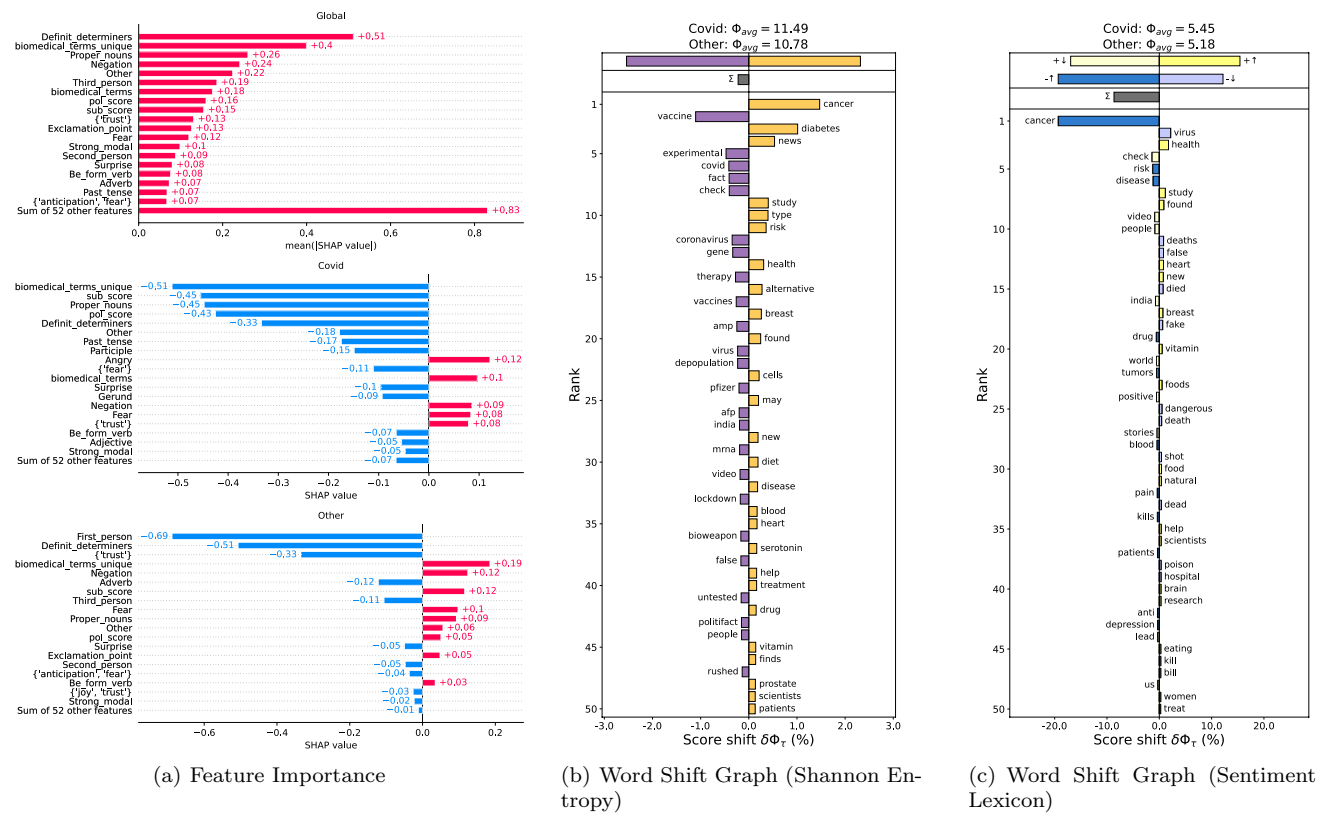 Global
Definit_determiners +0.51
biomedical_terms_unique +0.4
Proper_nouns +0.26
Negation +0.24
Other +0.22
Third_person +0.19
biomedical_terms +0.18
pol_score +0.16
sub_score +0.15
{'trust'} +0.13
Exclamation_point +0.13
Fear +0.12
Strong_modal +0.1
Second_person +0.09
Surprise +0.08
Be_form_verb +0.08
Adverb +0.07
Past_tense +0.07
{'anticipation', 'fear'} +0.07
Sum of 52 other features +0.83
0.0 0.2 0.4 0.6 0.8
mean(|SHAP value|)
Covid
biomedical_terms_unique −0.51
sub_score −0.45
Proper_nouns −0.45
pol_score −0.43
Definit_determiners −0.33
Other −0.18
Past_tense −0.17
Participle −0.15
Angry +0.12
{'fear'} −0.11
biomedical_terms +0.1
Surprise −0.1
Gerund −0.09
Negation +0.09
Fear +0.08
{'trust'} +0.08
Be_form_verb −0.07
Adjective −0.05
Strong_modal −0.05
Sum of 52 other features −0.07
−0.5 −0.4 −0.3 −0.2 −0.1 0.0 0.1
SHAP value
Other
First_person −0.69
Definit_determiners −0.51
{'trust'} −0.33
biomedical_terms_unique +0.19
Negation +0.12
Adverb −0.12
sub_score +0.12
Third_person −0.11
Fear +0.1
Proper_nouns +0.09
Other +0.06
pol_score +0.05
Surprise −0.05
Exclamation_point +0.05
Second_person −0.05
{'anticipation', 'fear'} −0.04
Be_form_verb +0.03
{'joy', 'trust'} −0.03
Strong_modal −0.02
Sum of 52 other features −0.01
−0.6 −0.4 −0.2 0.0 0.2
SHAP value
(a) Feature Importance
Covid: Φavg = 11.49
Other: Φavg = 10.78
Σ
1
cancer
vaccine
diabetes
news
5
experimental
covid
fact
check
study
10
type
risk
coronavirus
gene
health
15
therapy
alternative
vaccines
breast
amp
20
found
virus
depopulation
cells
pfizer
25
may
afp
india
new
mrna
30
diet
video
disease
lockdown
blood
heart
35
bioweapon
serotonin
false
help
40
treatment
untested
drug
politifact
people
45
vitamin
finds
rushed
prostate
scientists
50
patients
Rank
-3.0 -2.0 -1.0 0.0 1.0 2.0 3.0
Score shift δΦτ (%)
(b) Word Shift Graph (Shannon En-
tropy)
Covid: Φavg = 5.45
Other: Φavg = 5.18
+↓ +↑
-↑ -↓
Σ
1
cancer
virus
health
check
5
risk
disease
study
found
video
10
people
deaths
false
heart
new
15
died
india
breast
fake
drug
20
vitamin
world
tumors
foods
positive
25
dangerous
death
stories
blood
shot
30
food
natural
pain
dead
kills
35
help
scientists
patients
poison
hospital
40
brain
research
anti
depression
lead
45
eating
kill
bill
us
women
50
treat
Rank
-20.0 -10.0 0.0 10.0 20.0
Score shift δΦτ (%)
(c) Word Shift Graph (Sentiment
Lexicon)